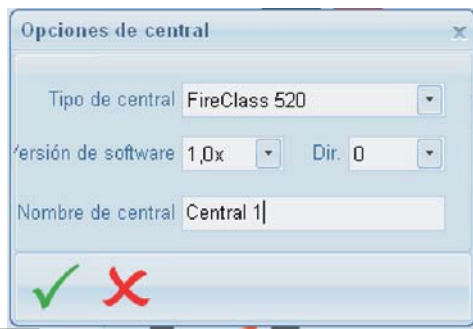 Opciones de central
Tipo de central FireClass 520
Versión de software 1,0x Dir. 0
Nombre de central Central 1